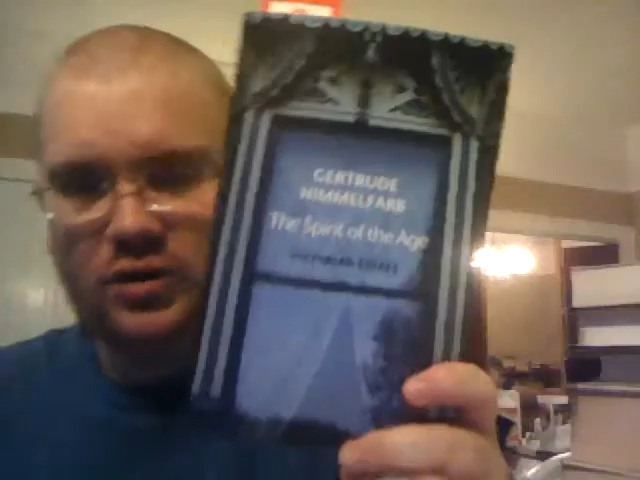 GERTRUDE
HIMMELFARB
The Spirit of the Age
VICTORIAN ESSAYS